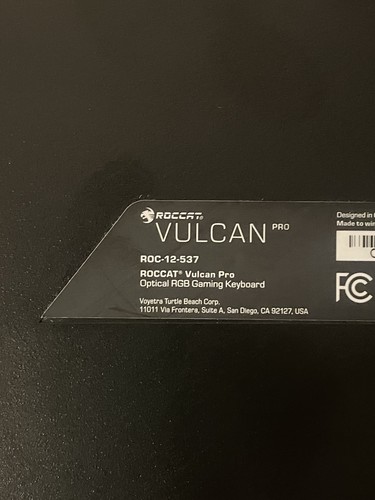 ROCCAT
VULCAN PRO
ROC-12-537
ROCCAT® Vulcan Pro
Optical RGB Gaming Keyboard
Voyetra Turtle Beach Corp.
11011 Via Frontera, Suite A, San Diego, CA 92127, USA
Designed in
Made to win
FC